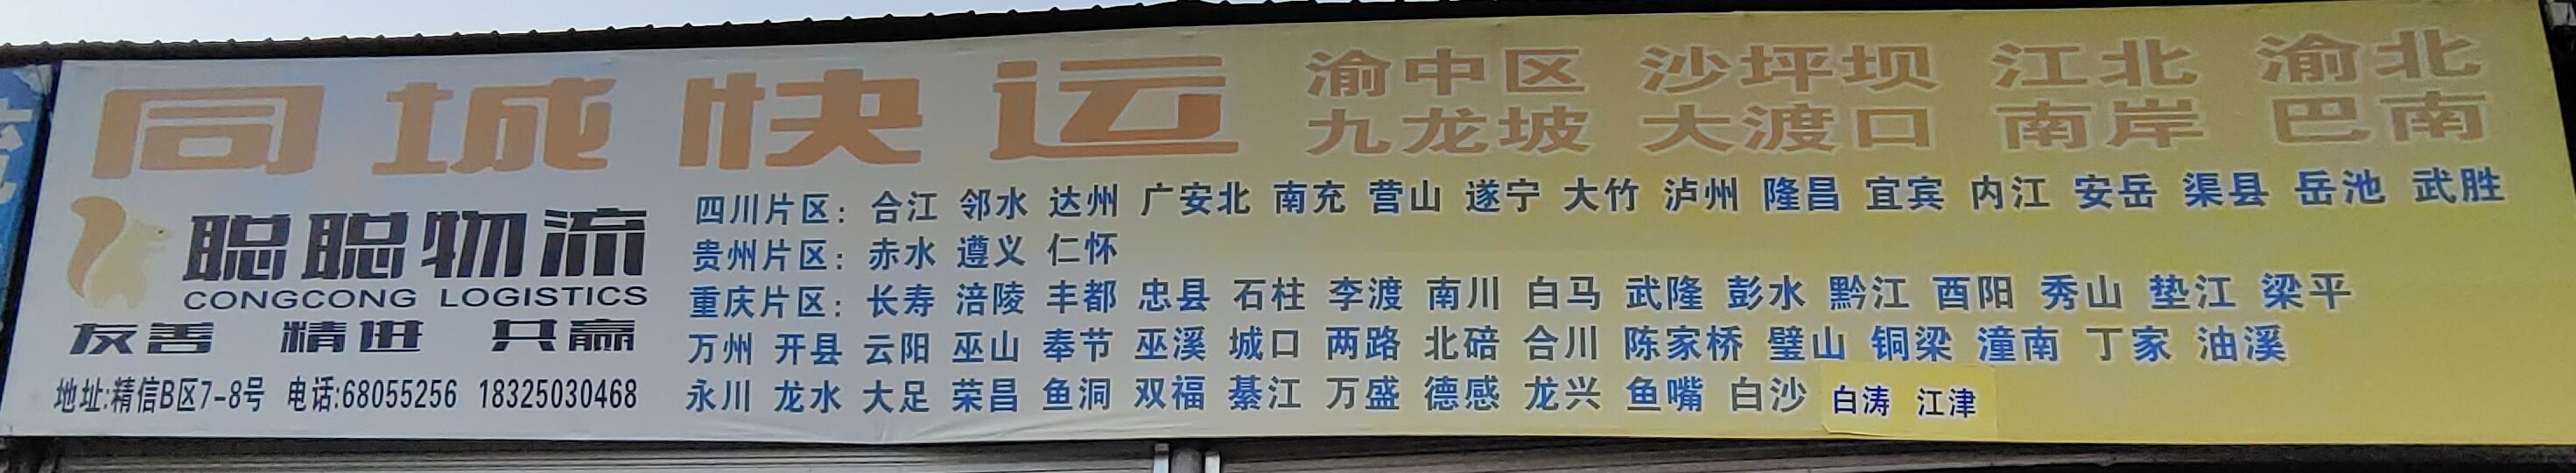 同城快运
渝中区 沙坪坝 江北 渝北
九龙坡 大渡口 南岸 巴南
聪聪物流
CONGCONG LOGISTICS
友善 精进 共赢
地址:精信B区7-8号 电话:68055256 18325030468
四川片区: 合江 邻水 达州 广安北 南充 营山 遂宁 大竹 泸州 隆昌 宜宾 内江 安岳 渠县 岳池 武胜
贵州片区: 赤水 遵义 仁怀
重庆片区: 长寿 涪陵 丰都 忠县 石柱 李渡 南川 白马 武隆 彭水 黔江 酉阳 秀山 垫江 梁平
万州 开县 云阳 巫山 奉节 巫溪 城口 两路 北碚 合川 陈家桥 璧山 铜梁 潼南 丁家 油溪
永川 龙水 大足 荣昌 鱼洞 双福 綦江 万盛 德感 龙兴 鱼嘴 白沙 白涛 江津